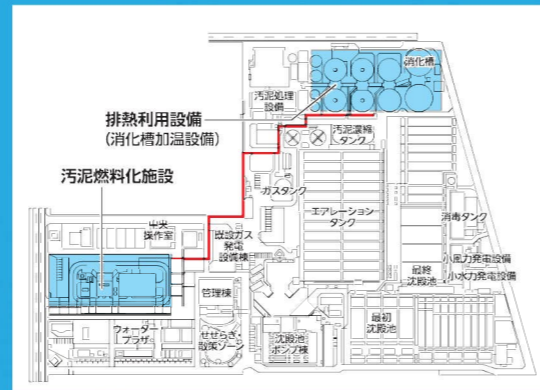 消化槽
汚泥処理
設備
排熱利用設備
(消化槽加温設備)
汚泥濃縮
タンク
汚泥燃料化施設
ガスタンク
エアレーション
タンク
消毒タンク
中央
操作室
既設ガス
発電
設備棟
小風力発電設備
小水力発電設備
最終
沈殿池
管理棟
最初
沈殿池
ウォーター
プラザ
せせらぎ・
散策ゾーン
沈殿池
ポンプ棟